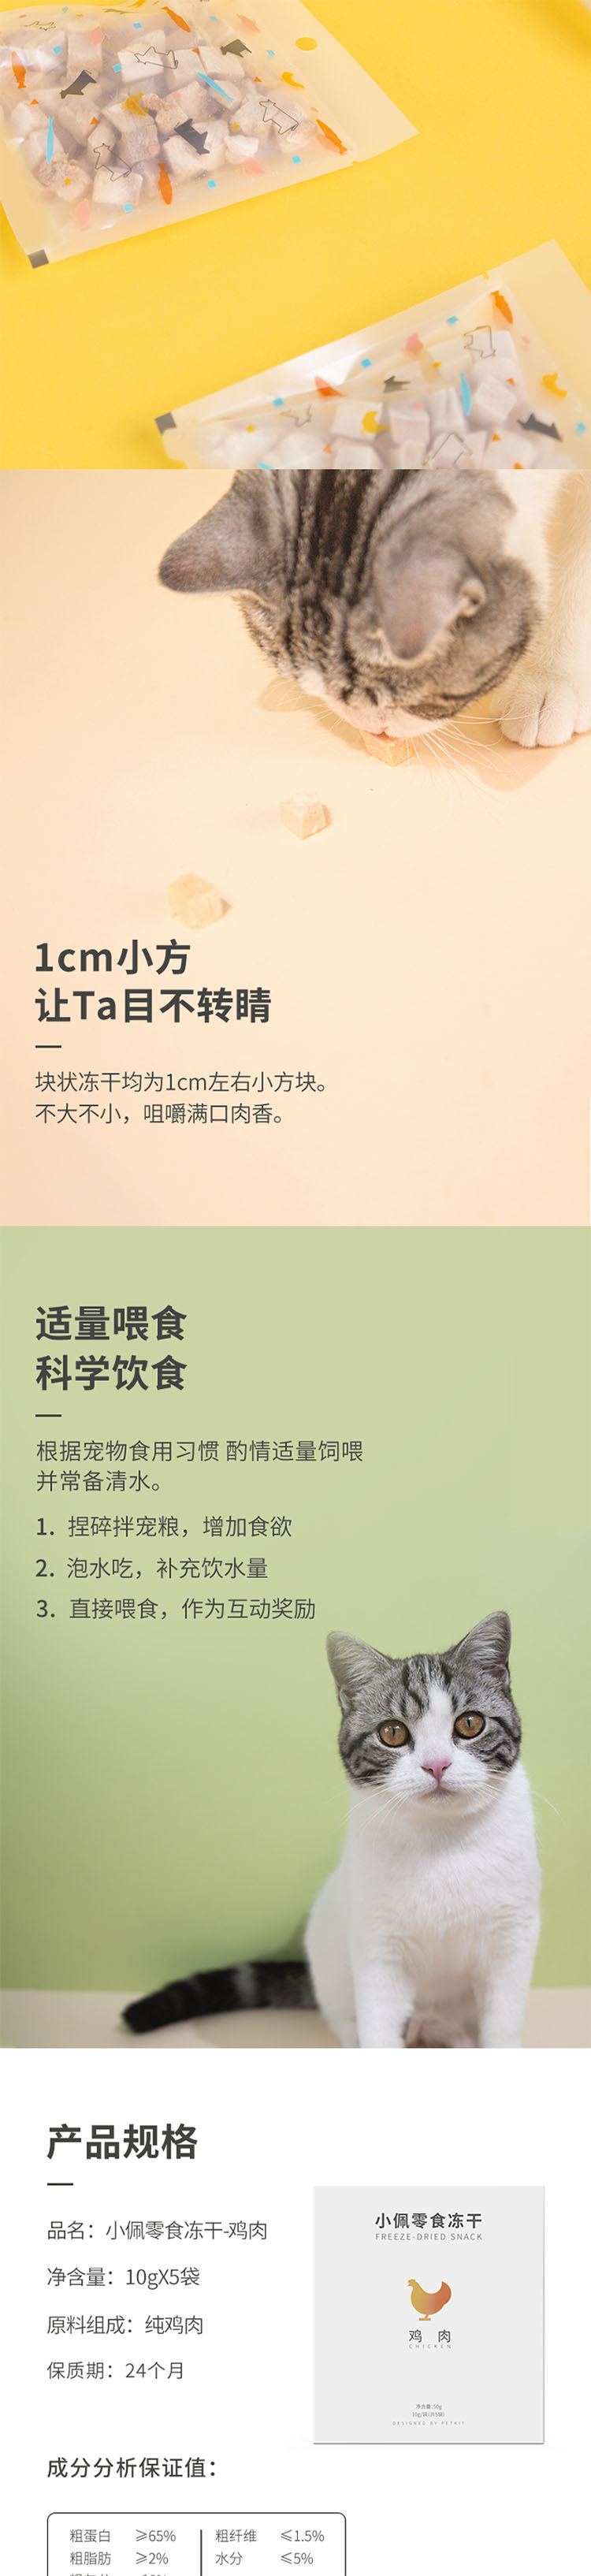 1cm小方
让Ta目不转睛
块状冻干均为1cm左右小方块。
不大不小，咀嚼满口肉香。
适量喂食
科学饮食
根据宠物食用习惯 酌情适量饲喂
并常备清水。
1. 捏碎拌宠粮，增加食欲
2. 泡水吃，补充饮水量
3. 直接喂食，作为互动奖励
产品规格
品名：小佩零食冻干-鸡肉
净含量：10gX5袋
原料组成：纯鸡肉
保质期：24个月
小佩零食冻干
FREEZE-DRIED SNACK
鸡 肉
CHICKEN
净含量:50g
10g/袋(共5袋)
DESIGNED BY PETKIT
成分分析保证值：
粗蛋白 ≥65% 粗纤维 ≤1.5%
粗脂肪 ≥2% 水分 ≤5%